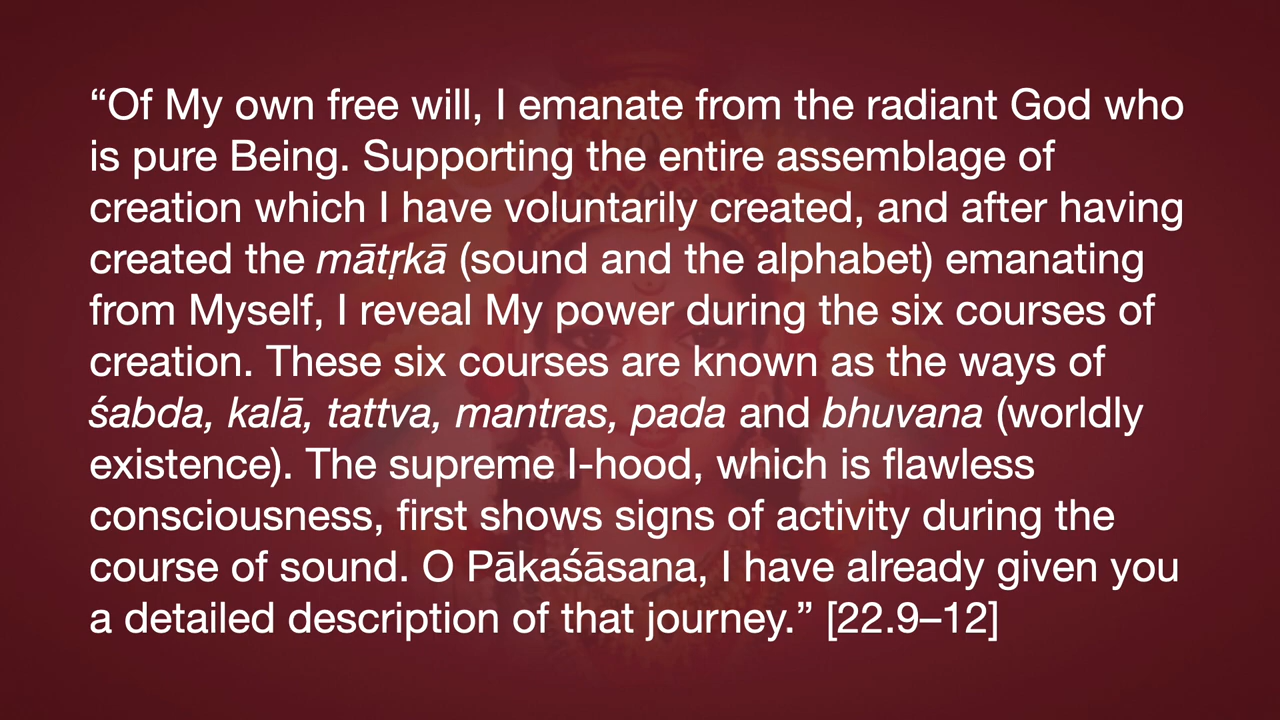 “Of My own free will, I emanate from the radiant God who
is pure Being. Supporting the entire assemblage of
creation which I have voluntarily created, and after having
created the mātṛkā (sound and the alphabet) emanating
from Myself, I reveal My power during the six courses of
creation. These six courses are known as the ways of
śabda, kalā, tattva, mantras, pada and bhuvana (worldly
existence). The supreme I-hood, which is flawless
consciousness, first shows signs of activity during the
course of sound. O Pākaśāsana, I have already given you
a detailed description of that journey.” [22.9–12]